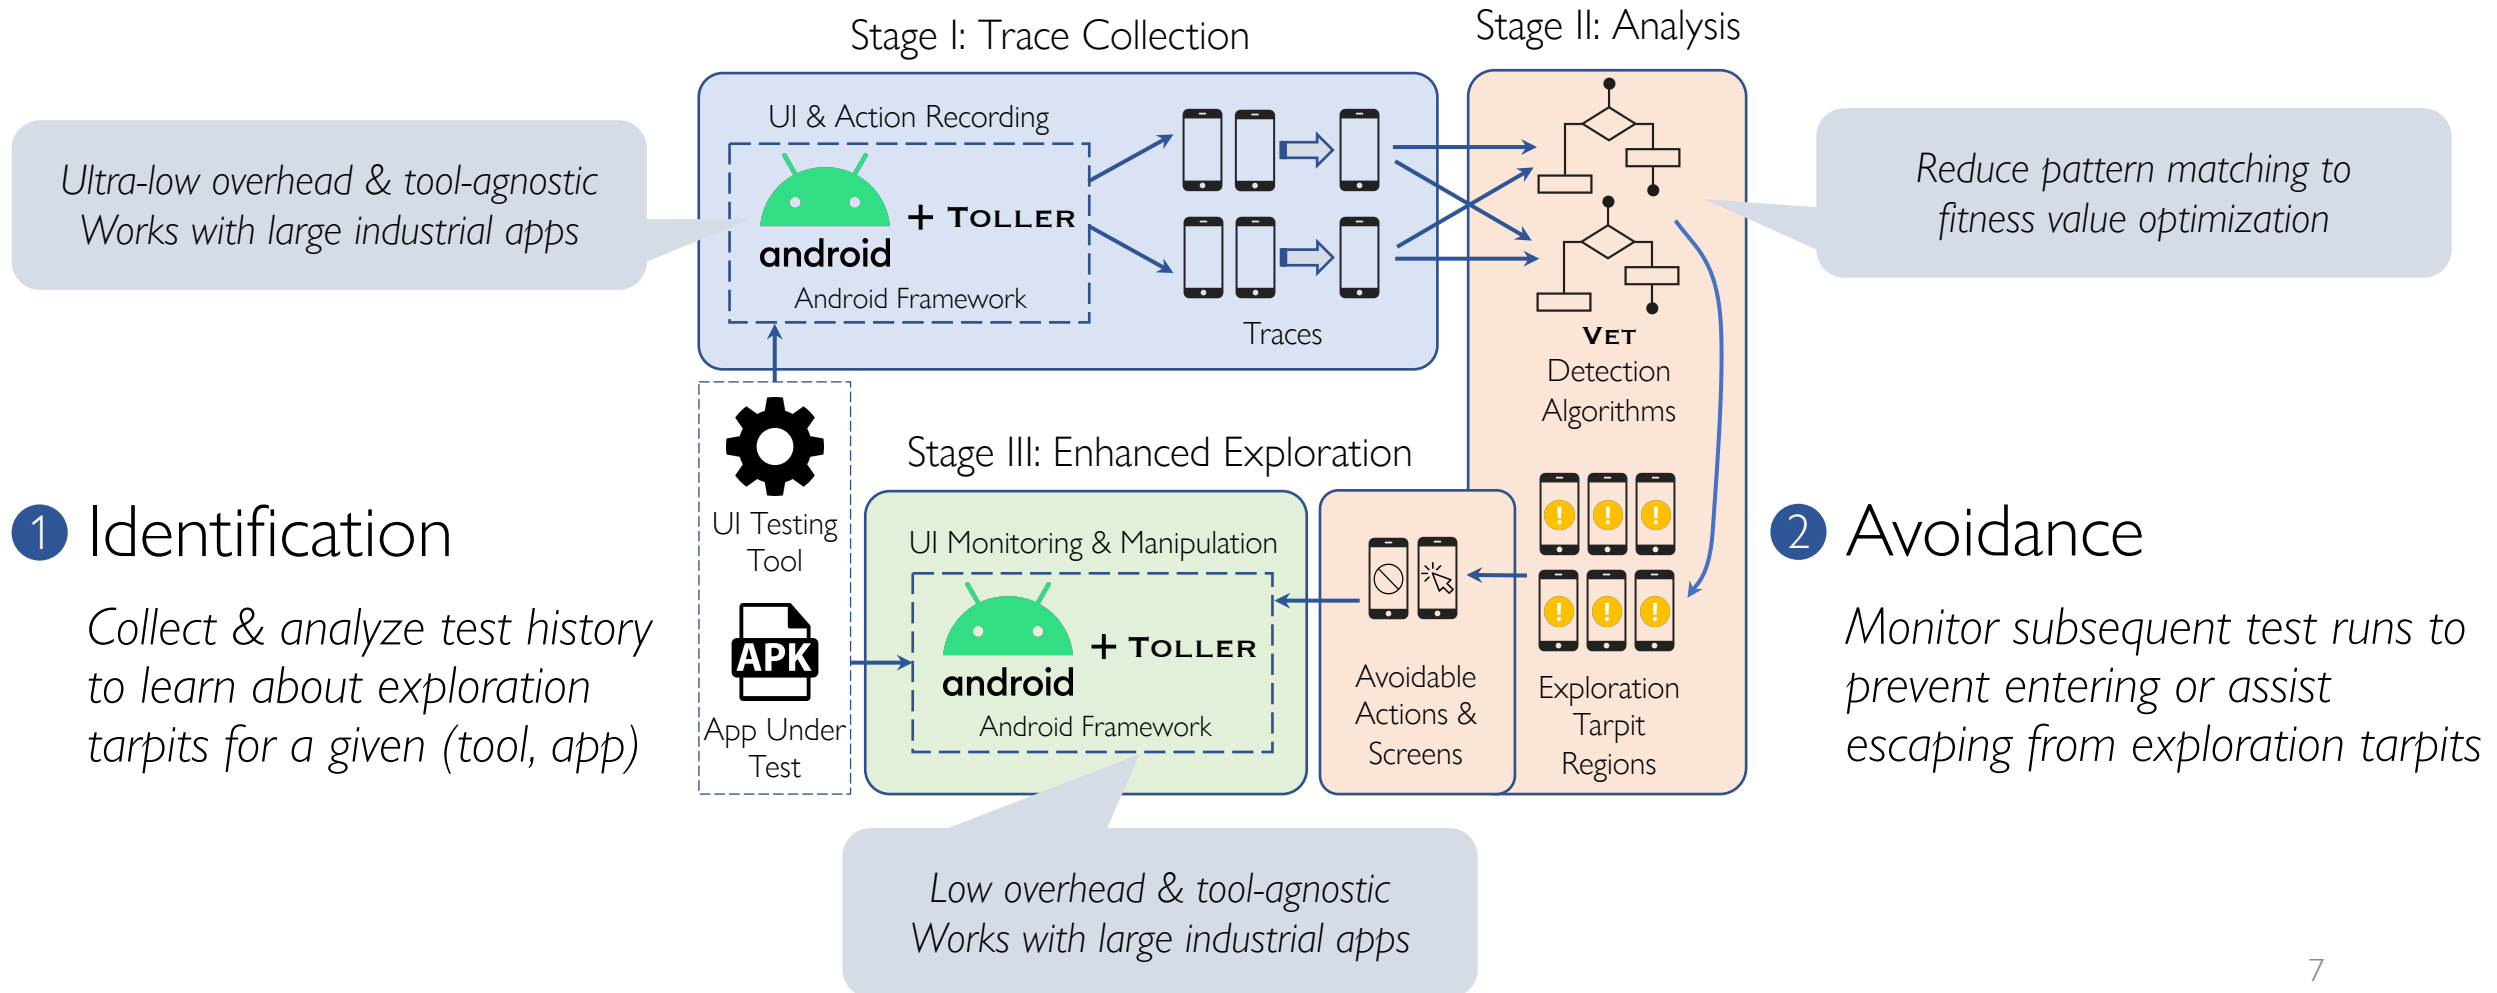 Stage I: Trace Collection
Stage II: Analysis
UI & Action Recording
android
+ TOLLER
Android Framework
Traces
Ultra-low overhead & tool-agnostic
Works with large industrial apps
Reduce pattern matching to
fitness value optimization
VET
Detection
Algorithms
UI Testing
Tool
APK
App Under
Test
Stage III: Enhanced Exploration
UI Monitoring & Manipulation
android
+ TOLLER
Android Framework
Avoidable
Actions &
Screens
! ! !
! ! !
Exploration
Tarpit
Regions
1 Identification
Collect & analyze test history
to learn about exploration
tarpits for a given (tool, app)
2 Avoidance
Monitor subsequent test runs to
prevent entering or assist
escaping from exploration tarpits
Low overhead & tool-agnostic
Works with large industrial apps
7